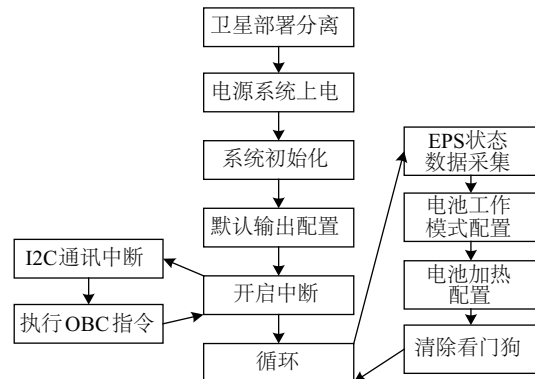 卫星部署分离
电源系统上电
系统初始化
默认输出配置
开启中断
循环
I2C通讯中断
执行OBC指令
EPS状态
数据采集
电池工作
模式配置
电池加热
配置
清除看门狗